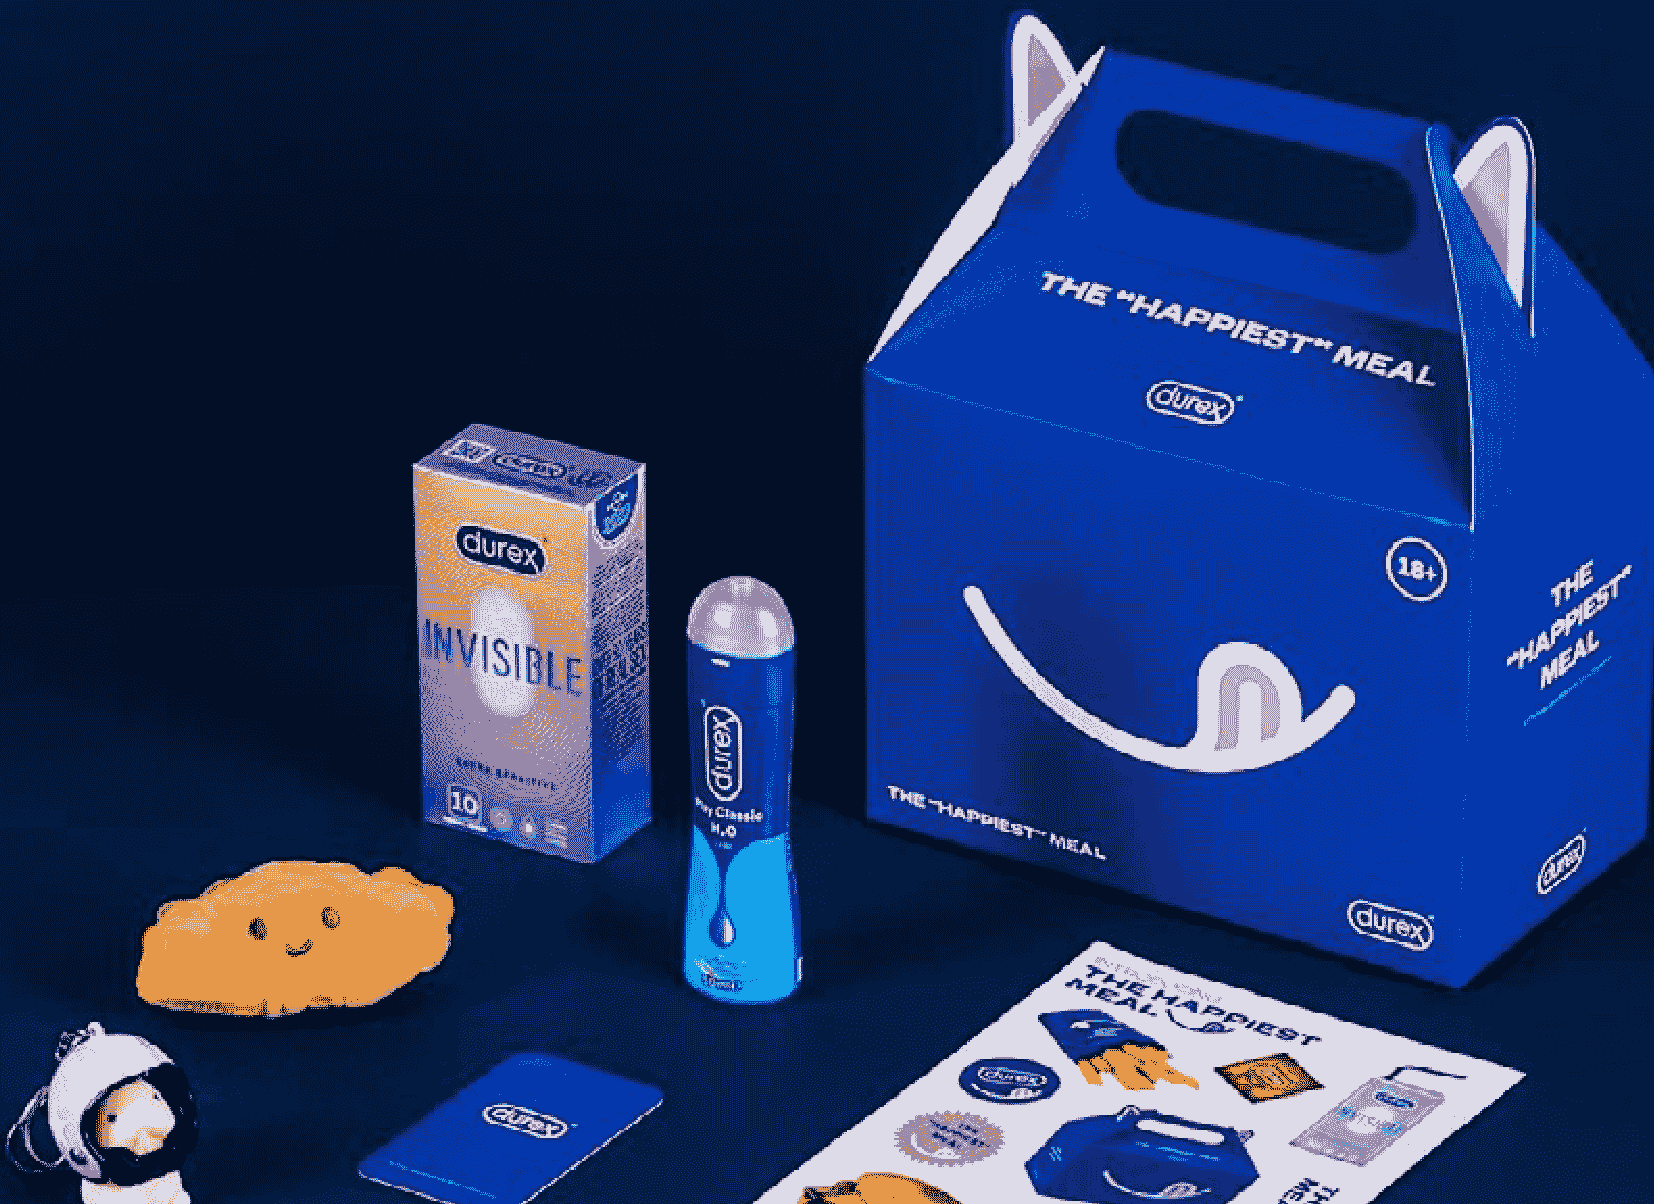 THE "HAPPIEST" MEAL
durex
18+
THE
"HAPPIEST"
MEAL
THE "HAPPIEST" MEAL
durex
durex
durex
durex
INVISIBLE
10
durex
Play Classic
H₂O
durex
THE HAPPIEST
MEAL
durex